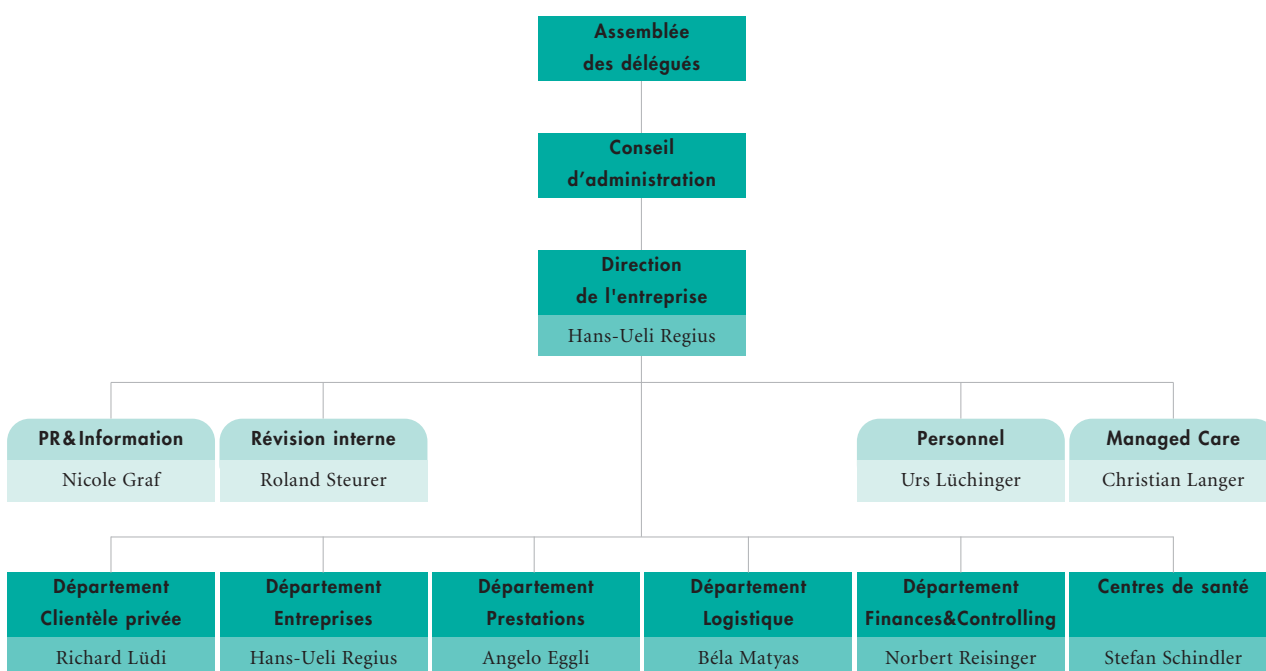 Assemblée
des délégués
Conseil
d’administration
Direction
de l'entreprise
Hans-Ueli Regius
PR&Information
Nicole Graf
Révision interne
Roland Steurer
Personnel
Urs Lüchinger
Managed Care
Christian Langer
Département
Clientèle privée
Richard Lüdi
Département
Entreprises
Hans-Ueli Regius
Département
Prestations
Angelo Eggli
Département
Logistique
Béla Matyas
Département
Finances&Controlling
Norbert Reisinger
Centres de santé
Stefan Schindler